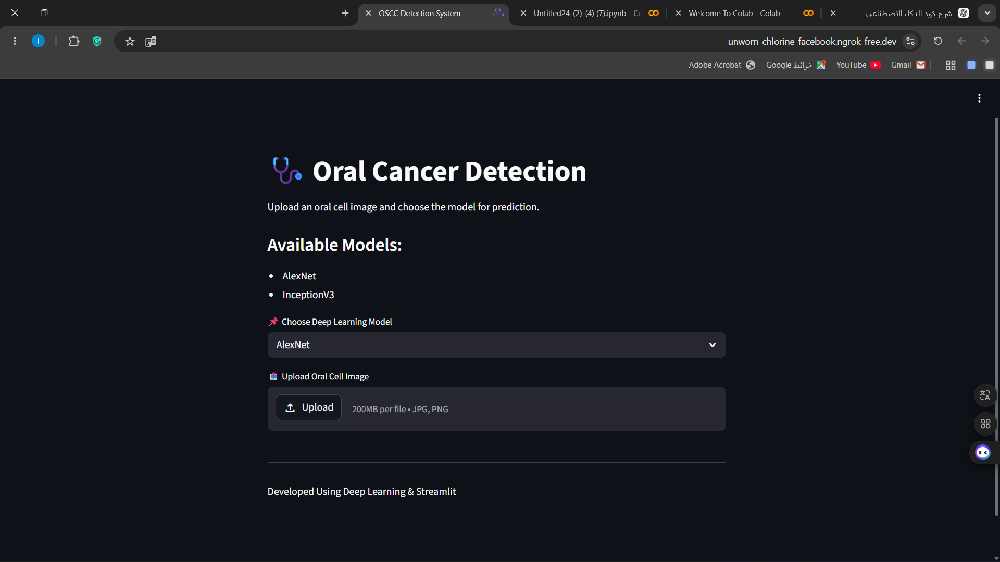 OSCC Detection System
Untitled24_(2)_(4) (7).ipynb - Co
Welcome To Colab - Colab
شرح كود الذكاء الاصطناعي
I
unworn-chlorine-facebook.ngrok-free.dev
Adobe Acrobat
خرائط Google
YouTube
Gmail
Oral Cancer Detection
Upload an oral cell image and choose the model for prediction.
Available Models:
• AlexNet
• InceptionV3
Choose Deep Learning Model
AlexNet
Upload Oral Cell Image
Upload
200MB per file • JPG, PNG
Developed Using Deep Learning & Streamlit